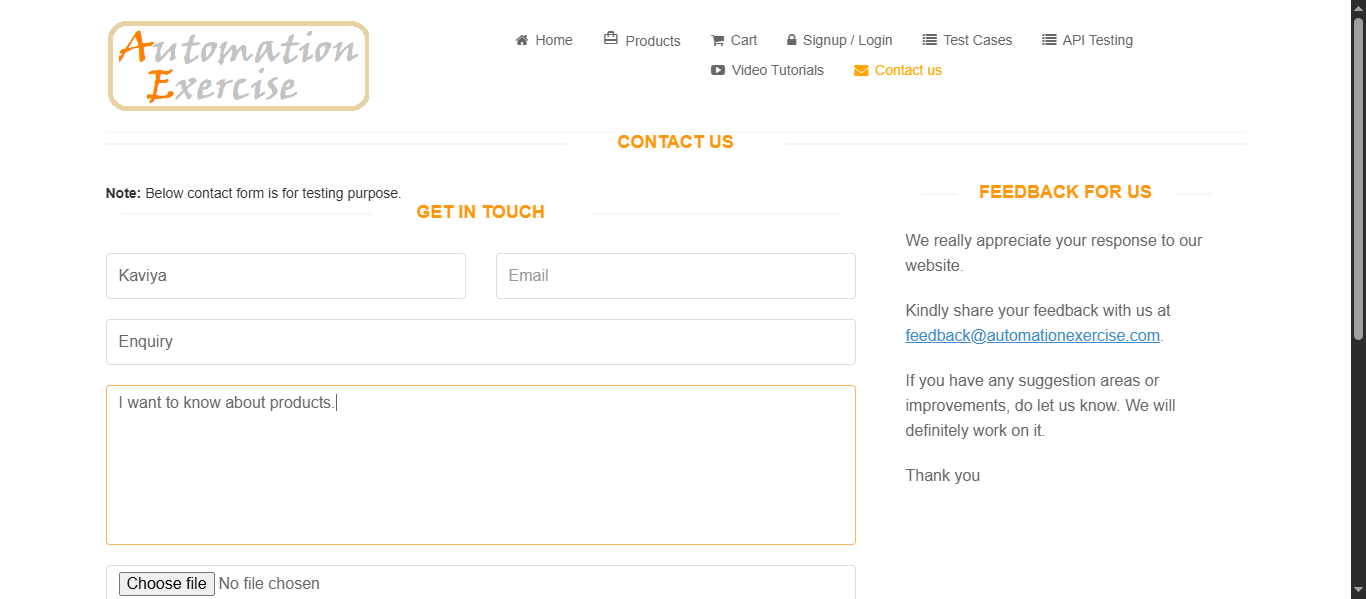 Automation
Exercise
Home Products Cart Signup / Login Test Cases API Testing
Video Tutorials Contact us
CONTACT US
Note: Below contact form is for testing purpose.
GET IN TOUCH
Kaviya Email
Enquiry
I want to know about products.
Choose file No file chosen
FEEDBACK FOR US
We really appreciate your response to our
website.
Kindly share your feedback with us at
feedback@automationexercise.com.
If you have any suggestion areas or
improvements, do let us know. We will
definitely work on it.
Thank you